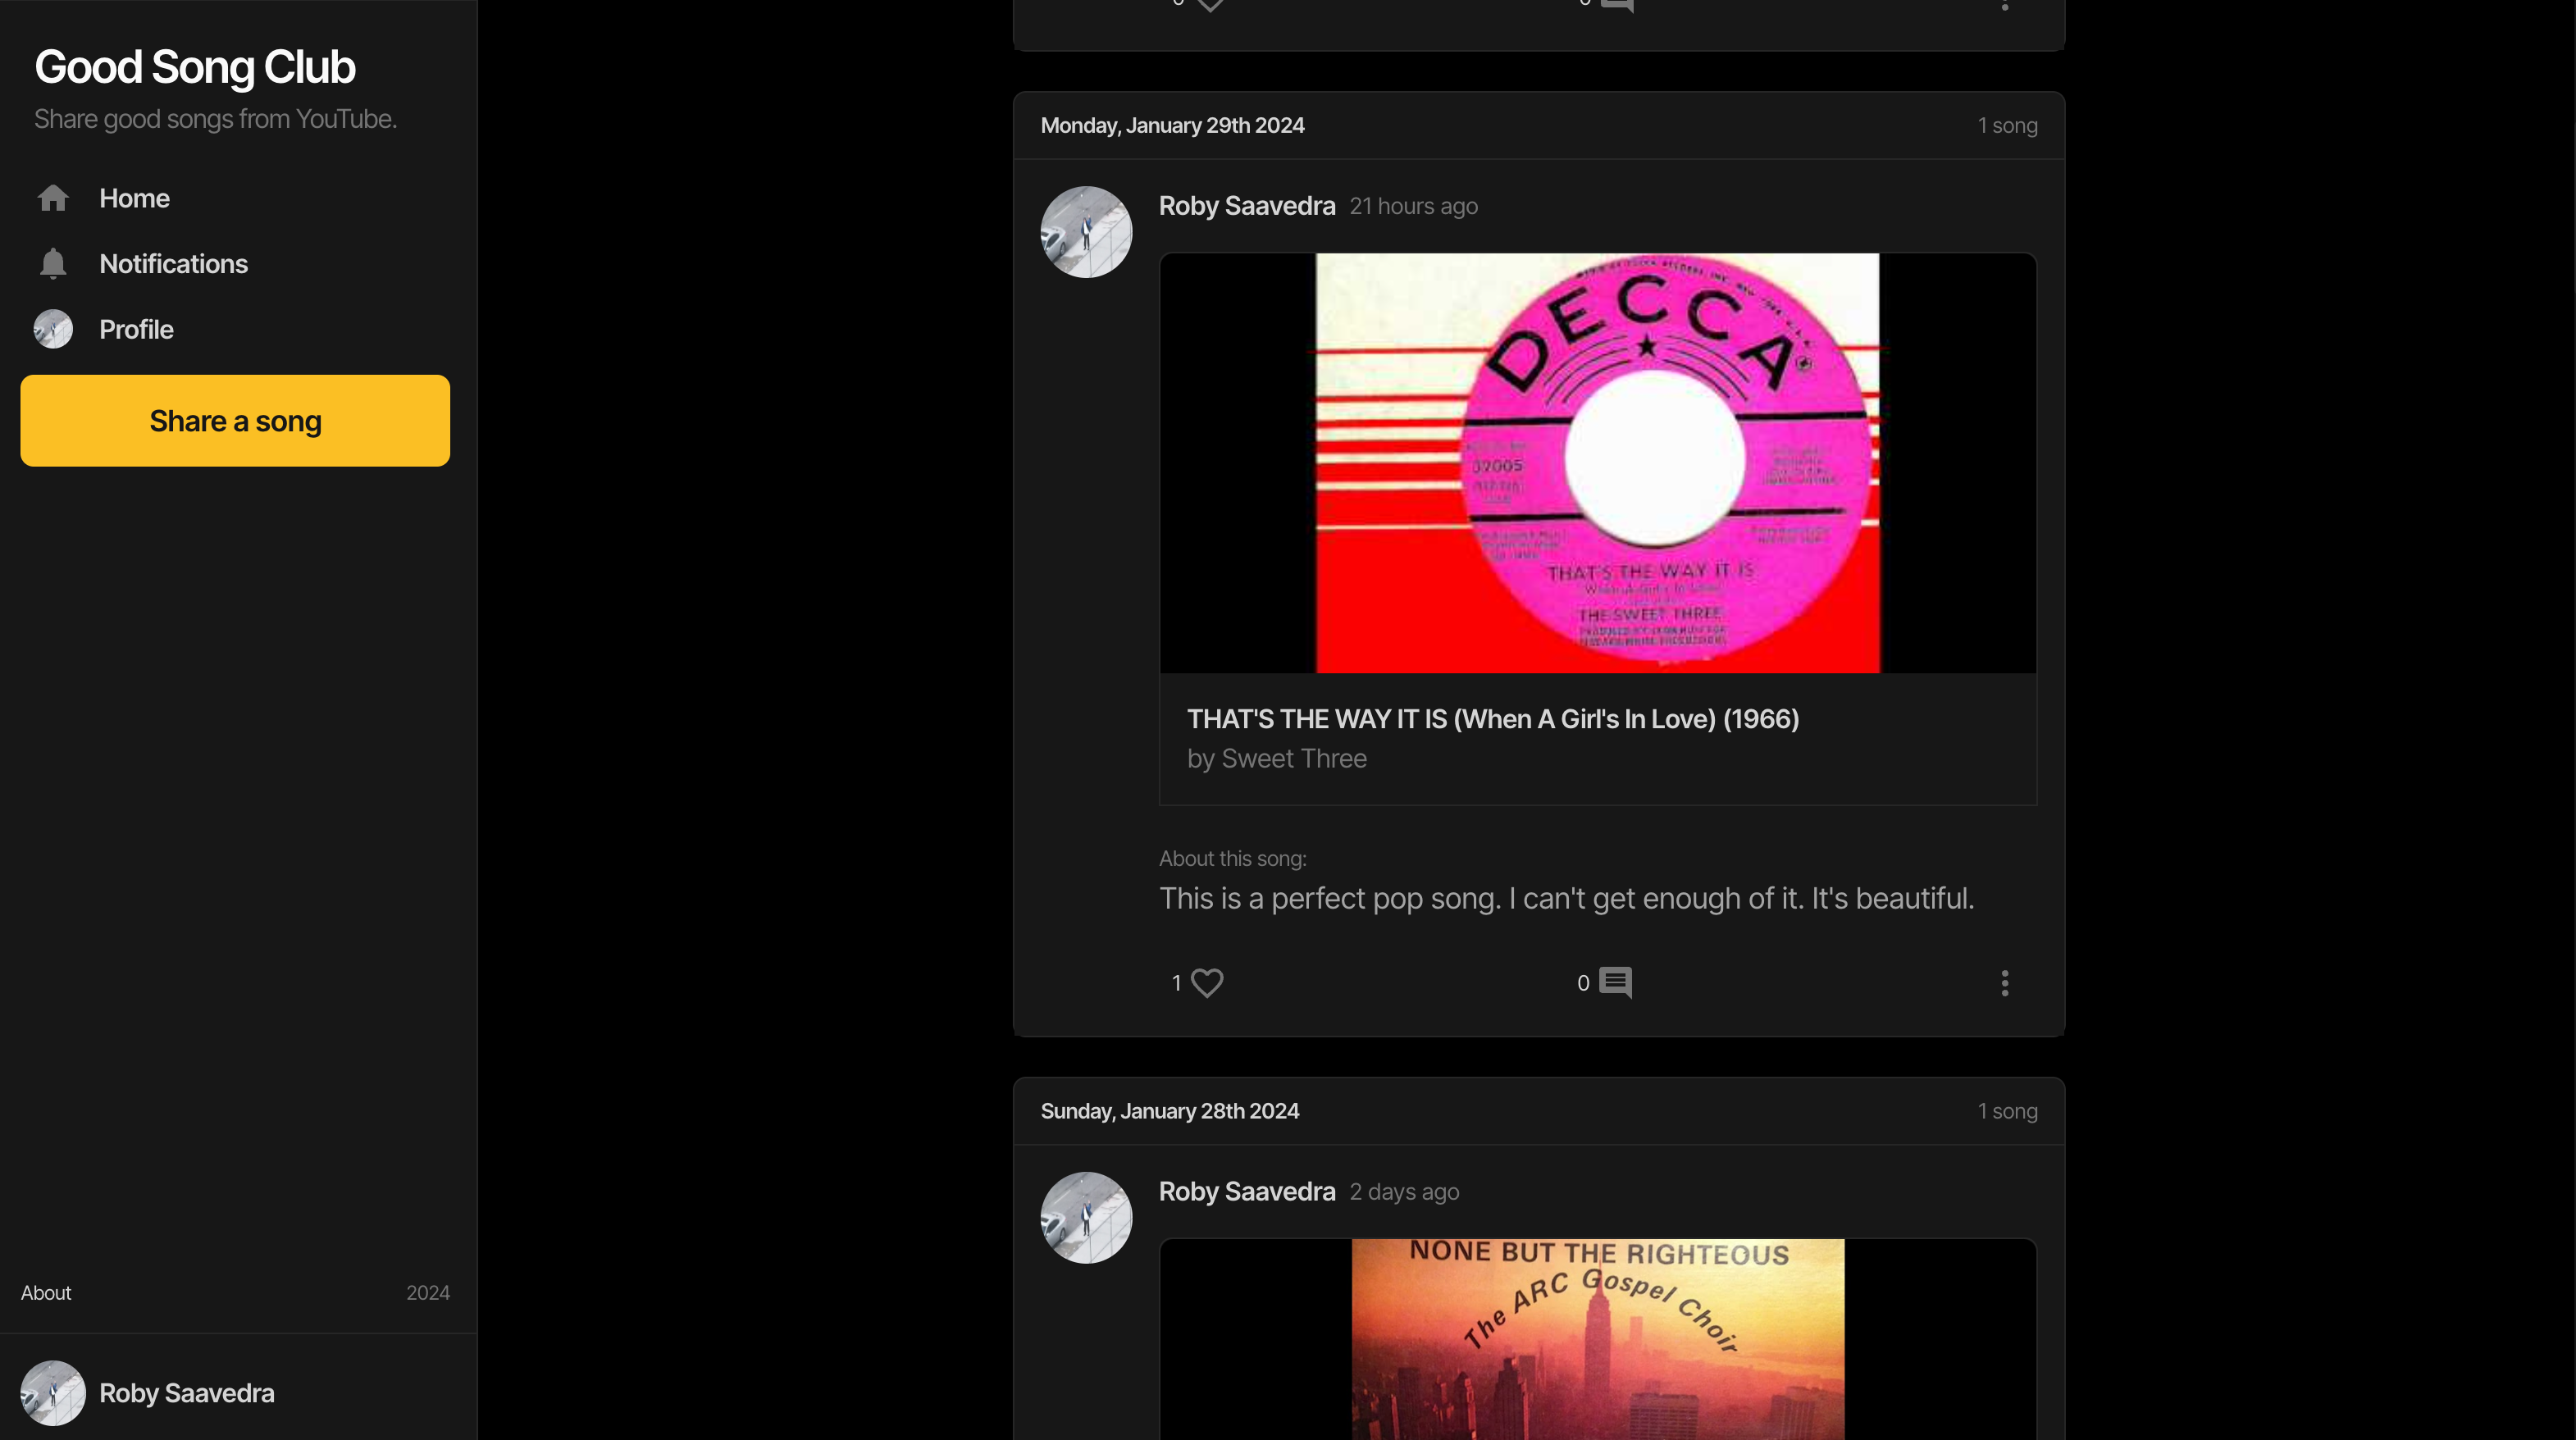 Good Song Club
Share good songs from YouTube.
Home
Notifications
Profile
Share a song
About
2024
Roby Saavedra
Monday, January 29th 2024
1 song
Roby Saavedra 21 hours ago
DECCA
32005
THAT'S THE WAY IT IS
THE SWEET THREE
THAT'S THE WAY IT IS (When A Girl's In Love) (1966)
by Sweet Three
About this song:
This is a perfect pop song. I can't get enough of it. It's beautiful.
1
0
Sunday, January 28th 2024
1 song
Roby Saavedra 2 days ago
NONE BUT THE RIGHTEOUS
The ARC Gospel Choir